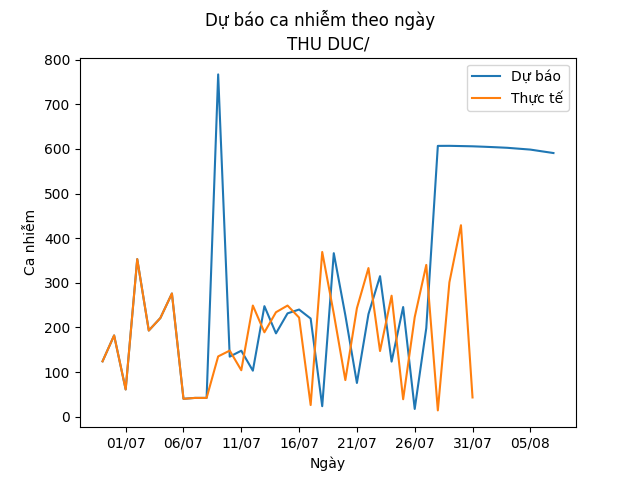 Dự báo ca nhiễm theo ngày
THU DUC/
Dự báo
Thực tế
Ca nhiễm
800
700
600
500
400
300
200
100
0
01/07 06/07 11/07 16/07 21/07 26/07 31/07 05/08
Ngày